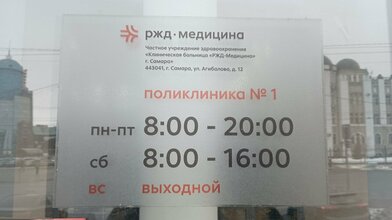 ржд·медицина
Частное учреждение здравоохранения
«Клиническая больница «РЖД-Медицина»
г. Самара»
443041, г. Самара, ул. Агибалова, д. 12
ПОЛИКЛИНИКА № 1
ПН-ПТ 8:00 - 20:00
СБ 8:00 - 16:00
ВС ВЫХОДНОЙ